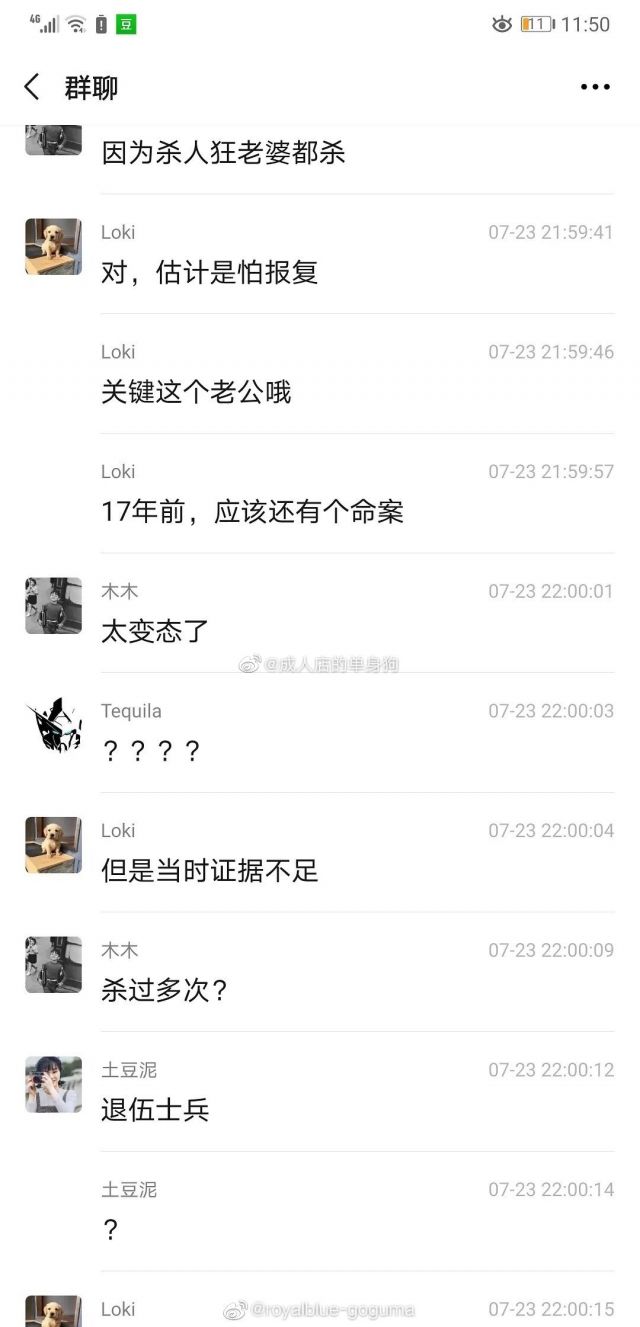 4G
豆
11
11:50
群聊
因为杀人狂老婆都杀
Loki
07-23 21:59:41
对，估计是怕报复
Loki
07-23 21:59:46
关键这个老公哦
Loki
07-23 21:59:57
17年前，应该还有个命案
木木
07-23 22:00:01
太变态了
@成人店的单身狗
Tequila
07-23 22:00:03
？？？？
Loki
07-23 22:00:04
但是当时证据不足
木木
07-23 22:00:09
杀过多次？
土豆泥
07-23 22:00:12
退伍士兵
土豆泥
07-23 22:00:14
？
Loki
@royalblue-goguma
07-23 22:00:15